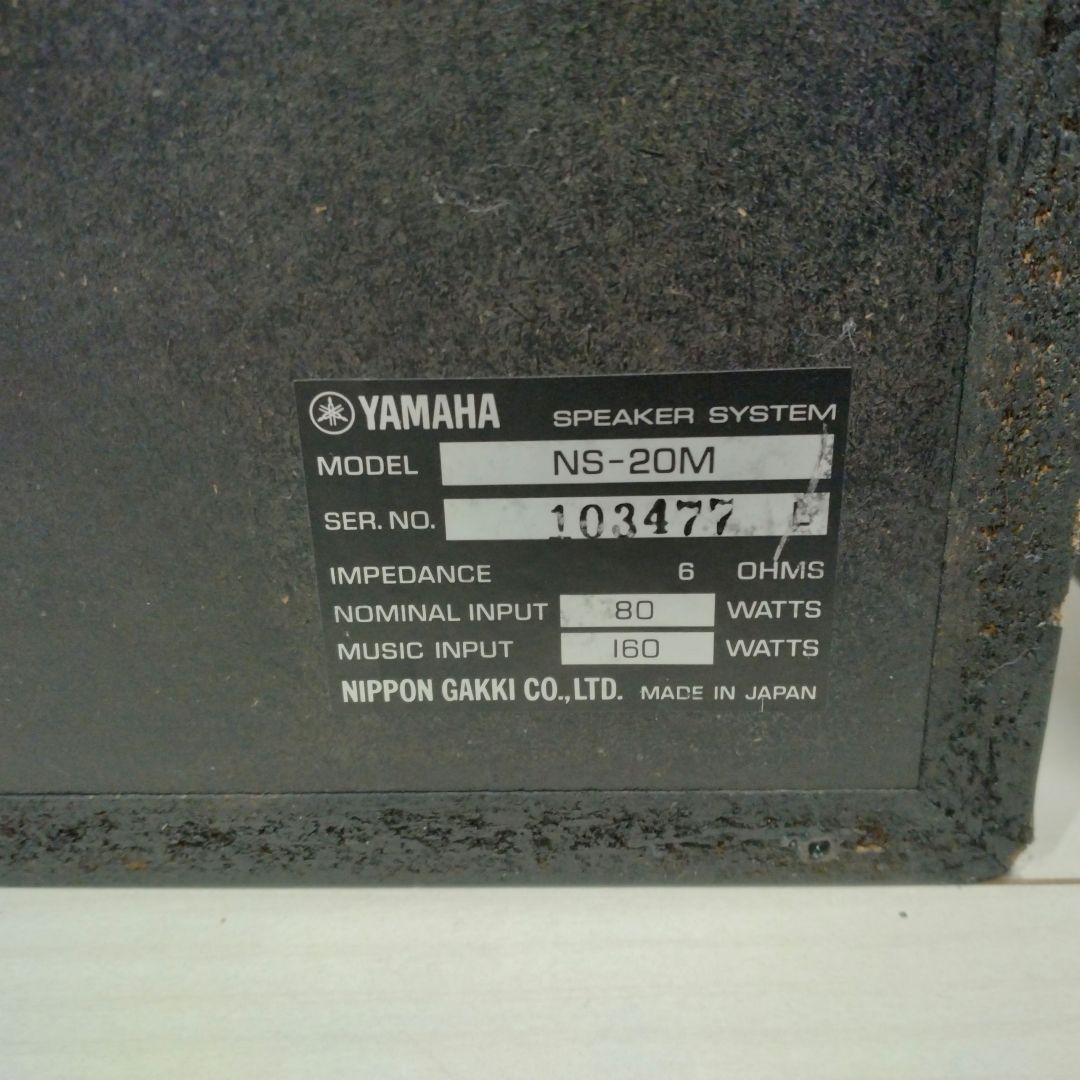 YAMAHA SPEAKER SYSTEM
MODEL NS-20M
SER. NO. 103477
IMPEDANCE 6 OHMS
NOMINAL INPUT 80 WATTS
MUSIC INPUT 160 WATTS
NIPPON GAKKI CO., LTD. MADE IN JAPAN